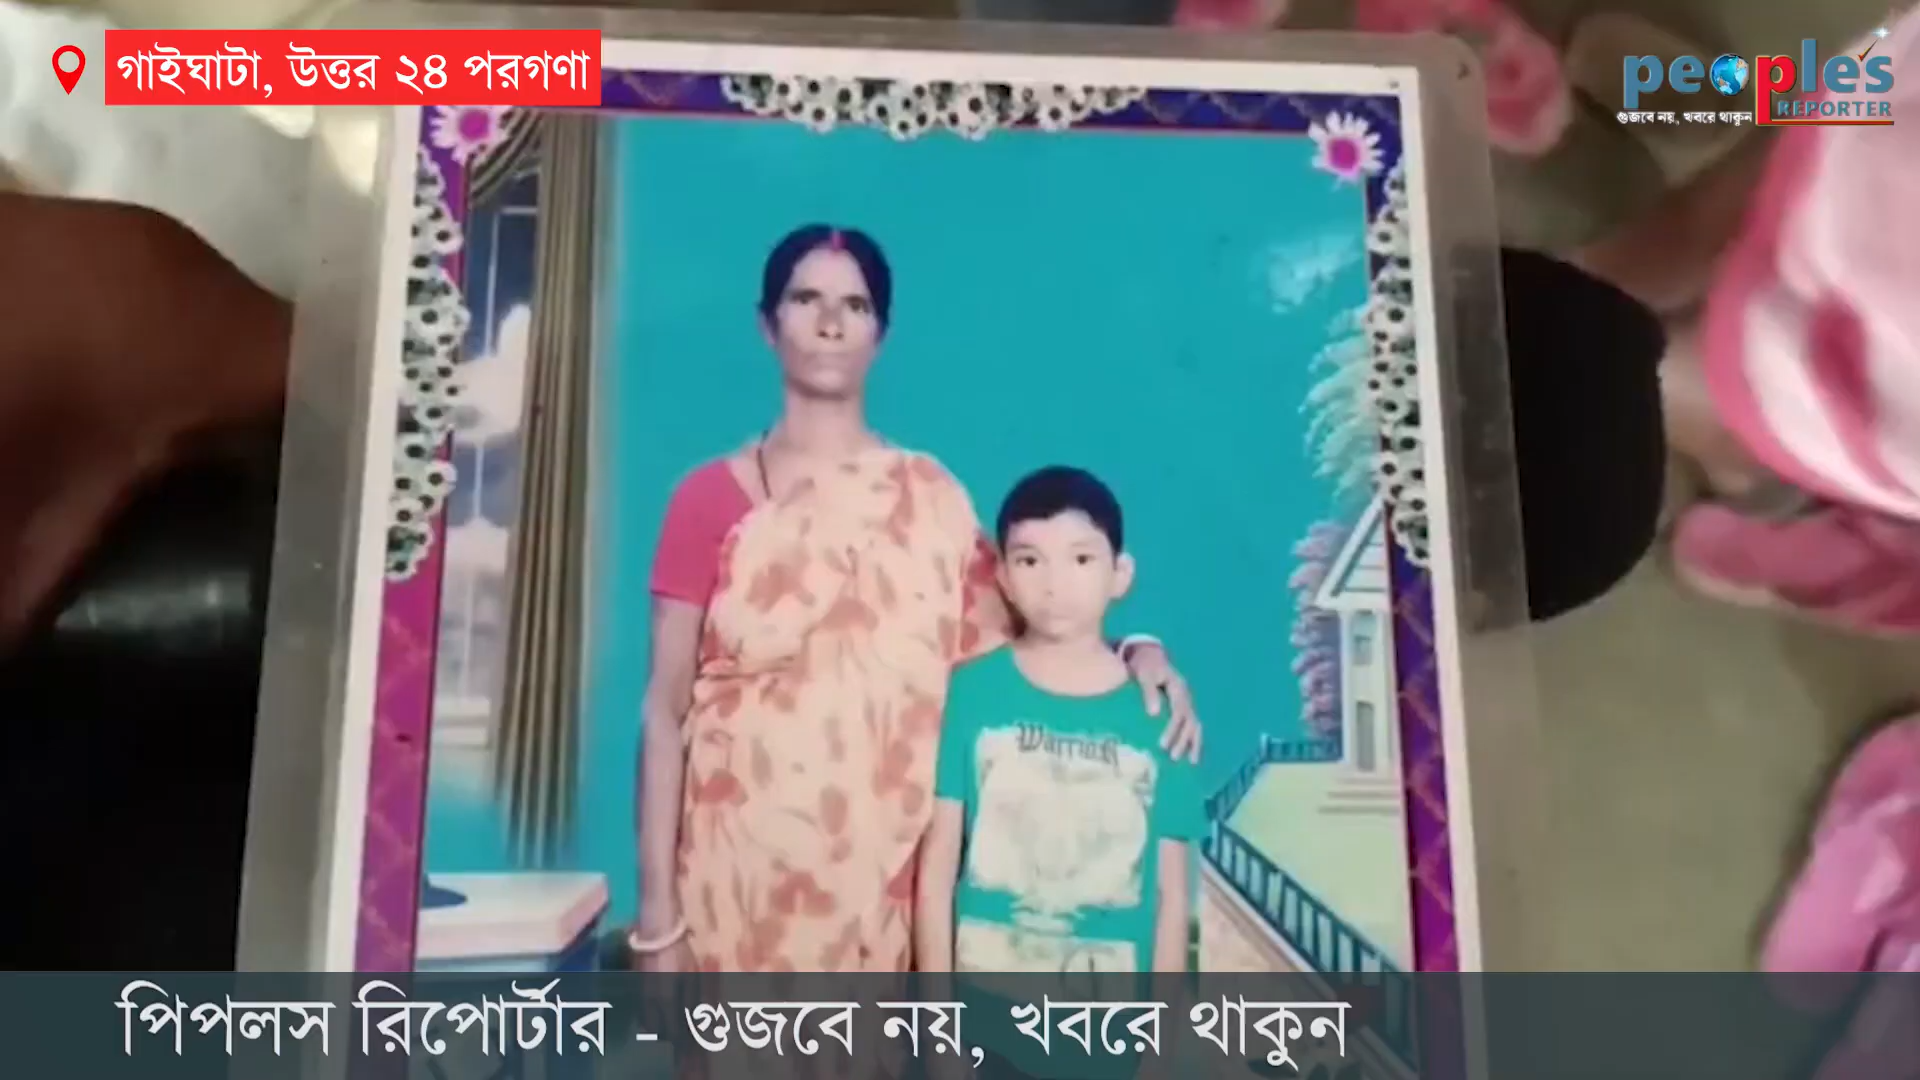 গাইঘাটা, উত্তর ২৪ পরগণা
peoples
REPORTER
গুজবে নয়, খবরে থাকুন
Warrior
পিপলস রিপোর্টার - গুজবে নয়, খবরে থাকুন